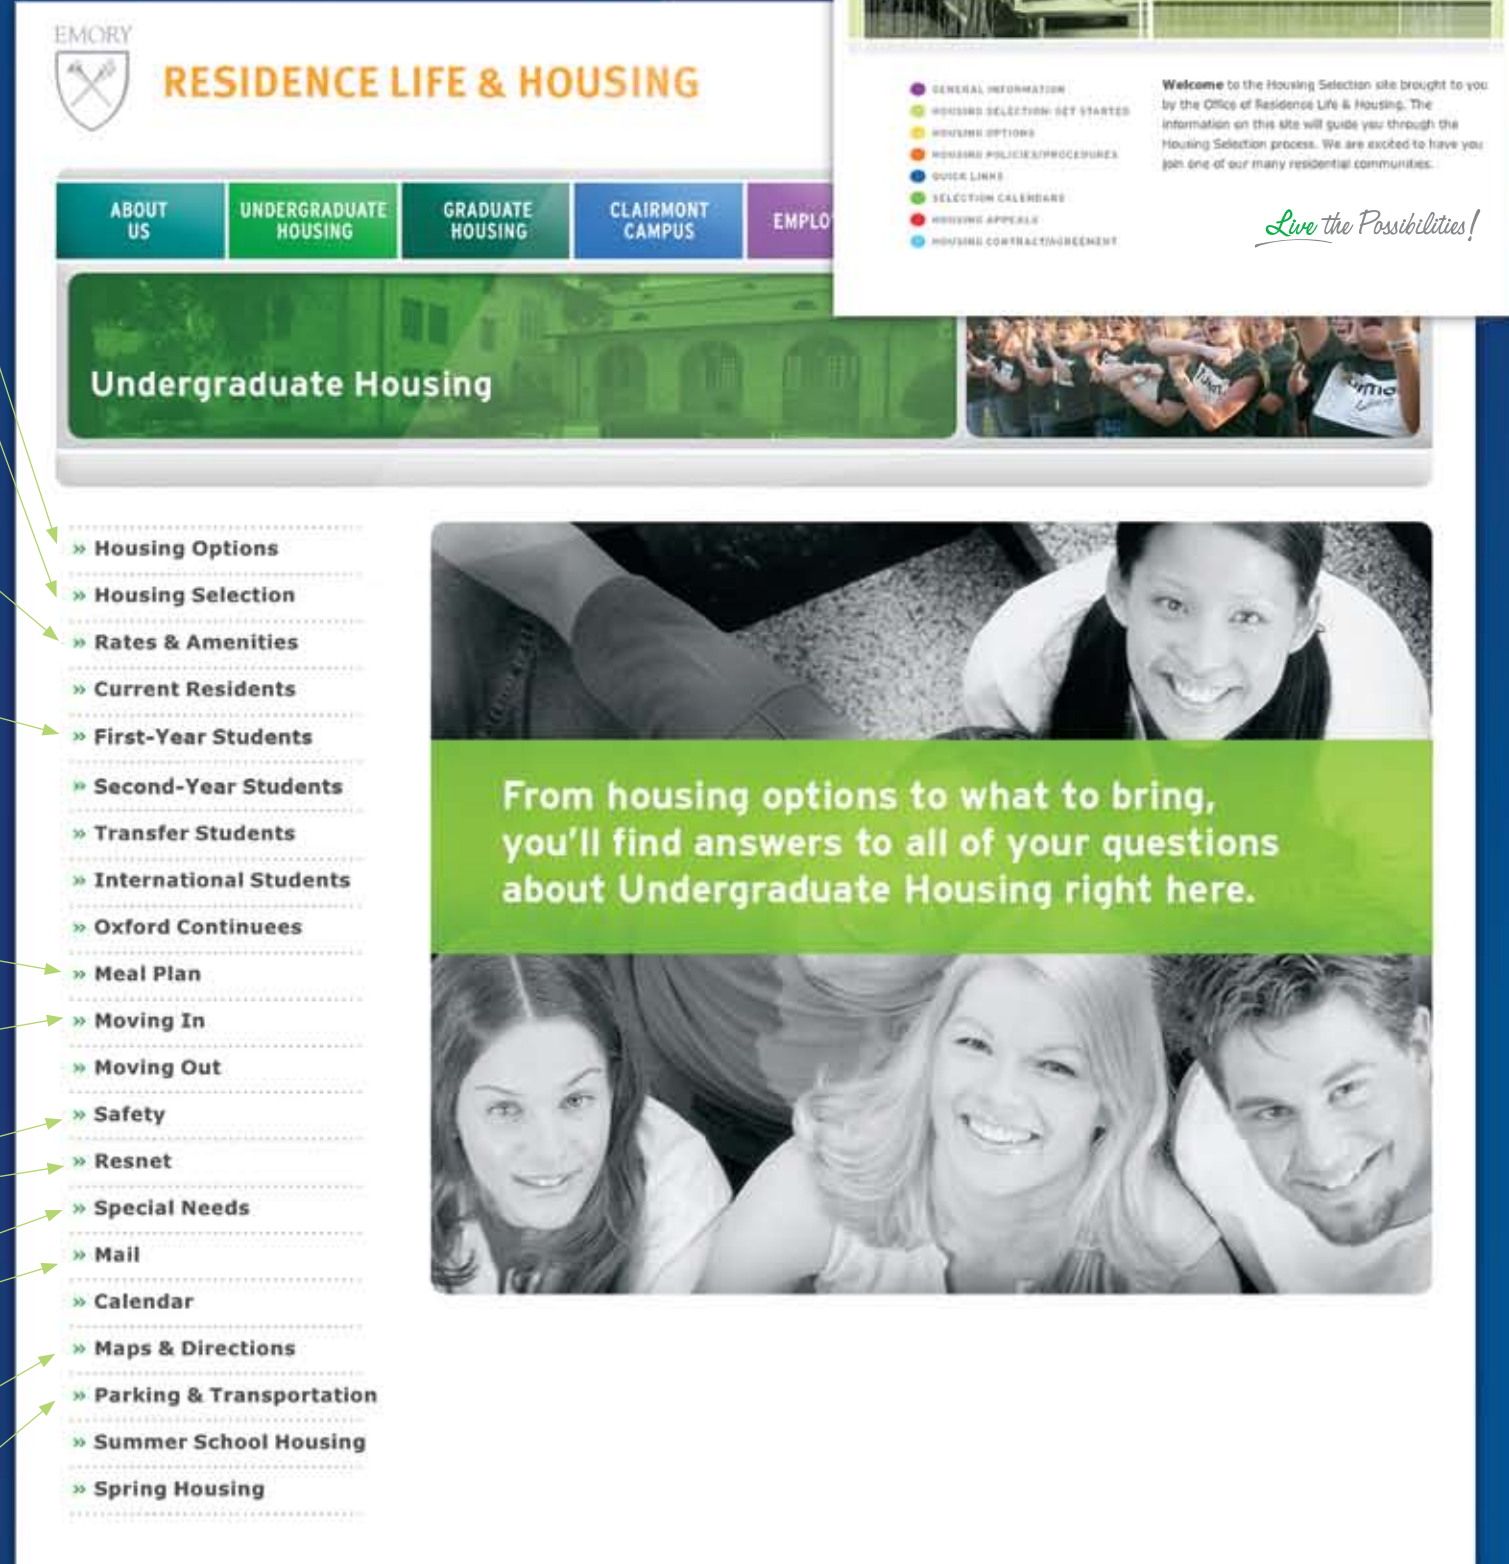 EMORY
RESIDENCE LIFE & HOUSING
ABOUT
US
UNDERGRADUATE
HOUSING
GRADUATE
HOUSING
CLAIRMONT
CAMPUS
EMPLO
GENERAL INFORMATION
HOUSING SELECTION: GET STARTED
HOUSING OPTIONS
HOUSING POLICIES/PROCEDURES
QUICK LINKS
SELECTION CALENDARS
HOUSING APPEALS
HOUSING CONTRACT/AGREEMENT
Welcome to the Housing Selection site brought to you
by the Office of Residence Life & Housing. The
information on this site will guide you through the
Housing Selection process. We are excited to have you
join one of our many residential communities.
Live the Possibilities!
Undergraduate Housing
» Housing Options
» Housing Selection
» Rates & Amenities
» Current Residents
» First-Year Students
» Second-Year Students
» Transfer Students
» International Students
» Oxford Continuees
» Meal Plan
» Moving In
» Moving Out
» Safety
» Resnet
» Special Needs
» Mail
» Calendar
» Maps & Directions
» Parking & Transportation
» Summer School Housing
» Spring Housing
From housing options to what to bring,
you'll find answers to all of your questions
about Undergraduate Housing right here.